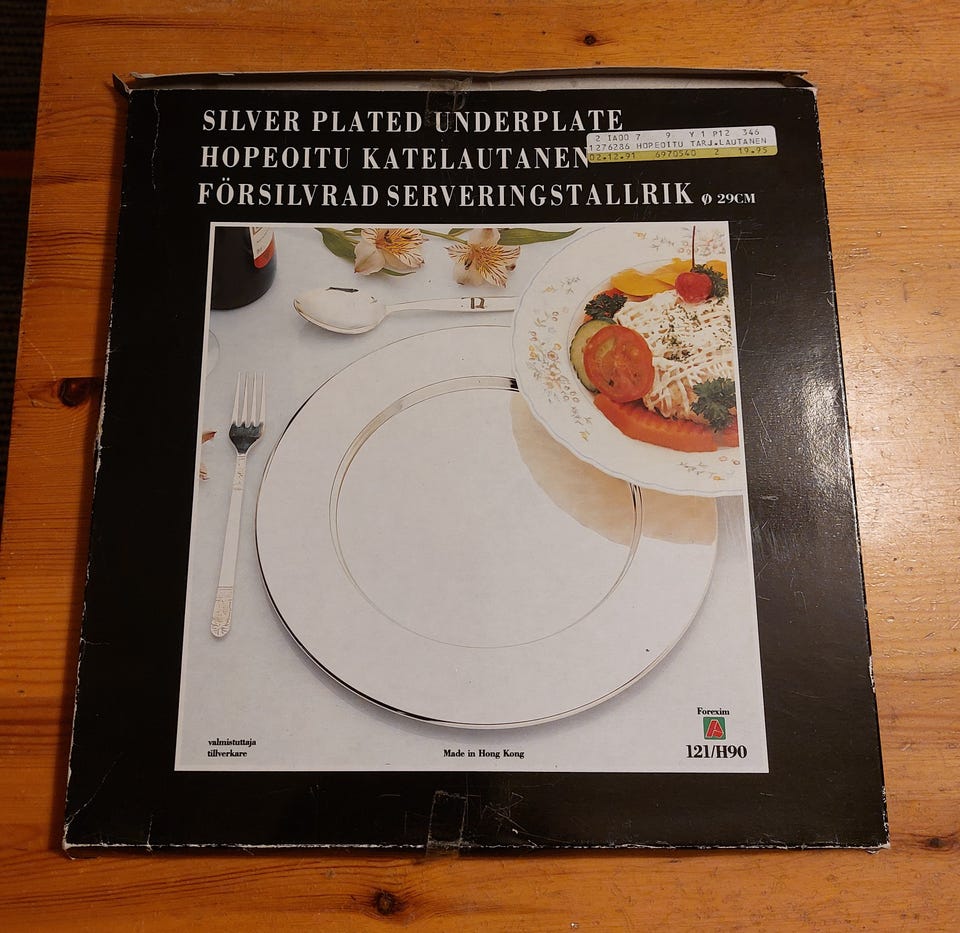 SILVER PLATED UNDERPLATE
HOPEOITU KATELAUTANEN
FÖRSILVRAD SERVERINGSTALLRIK Ø 29CM
2 IA00 7 9 Y 1 P12 346
1276286 HOPEOITU TARJ.LAUTANEN
02.12.91 6970540 2 19.95
valmistuttaja
tillverkare
Made in Hong Kong
Forexim
121/H90